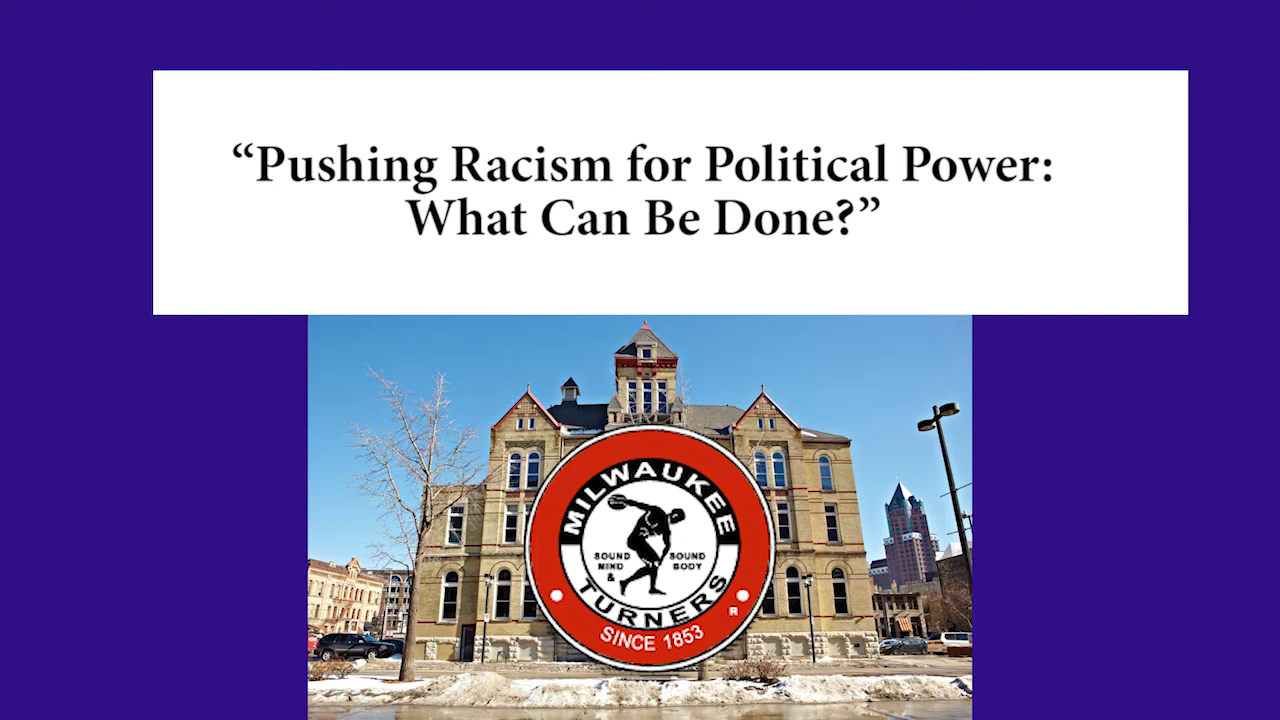 “Pushing Racism for Political Power:
What Can Be Done?”
MILWAUKEE
SOUND MIND & SOUND BODY
TURNERS
R
SINCE 1853